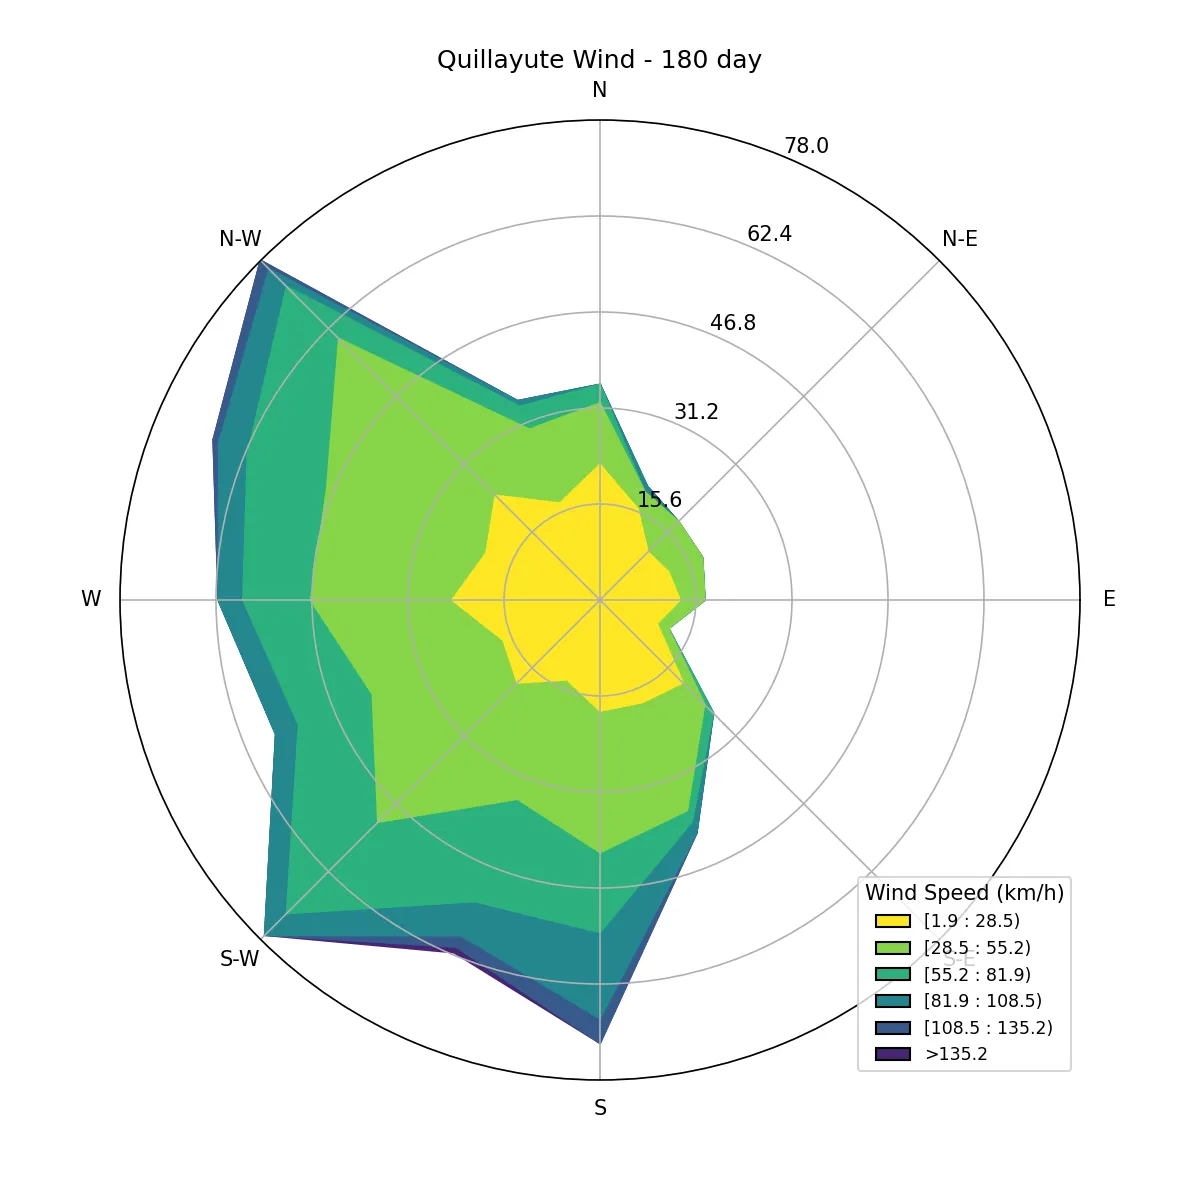 Quillayute Wind - 180 day
N
78.0
62.4
N-W
N-E
46.8
31.2
15.6
W
E
S-W
S-E
S
Wind Speed (km/h)
[1.9 : 28.5)
[28.5 : 55.2)
[55.2 : 81.9)
[81.9 : 108.5)
[108.5 : 135.2)
>135.2